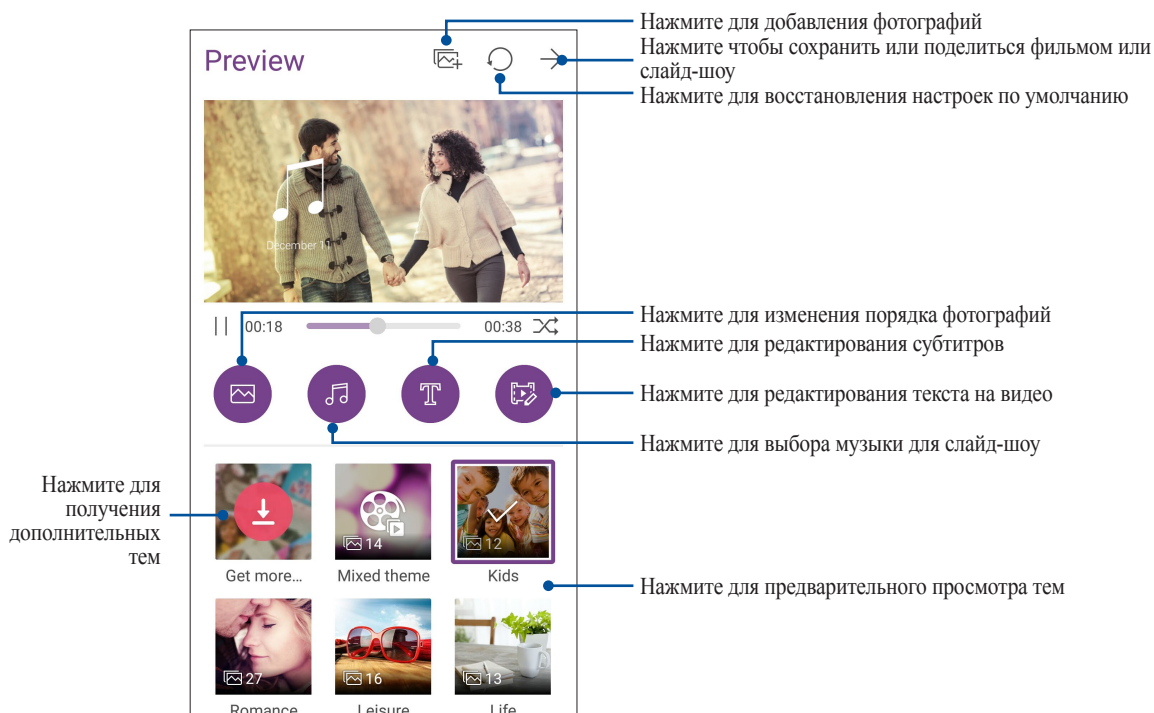 Нажмите для добавления фотографий
Нажмите чтобы сохранить или поделиться фильмом или
слайд-шоу
Нажмите для восстановления настроек по умолчанию
Preview
December 11
00:18
00:38
Нажмите для изменения порядка фотографий
Нажмите для редактирования субтитров
Нажмите для редактирования текста на видео
Нажмите для выбора музыки для слайд-шоу
Нажмите для
получения
дополнительных
тем
14
12
Get more...
Mixed theme
Kids
Нажмите для предварительного просмотра тем
27
16
13
Romance
Leisure
Life